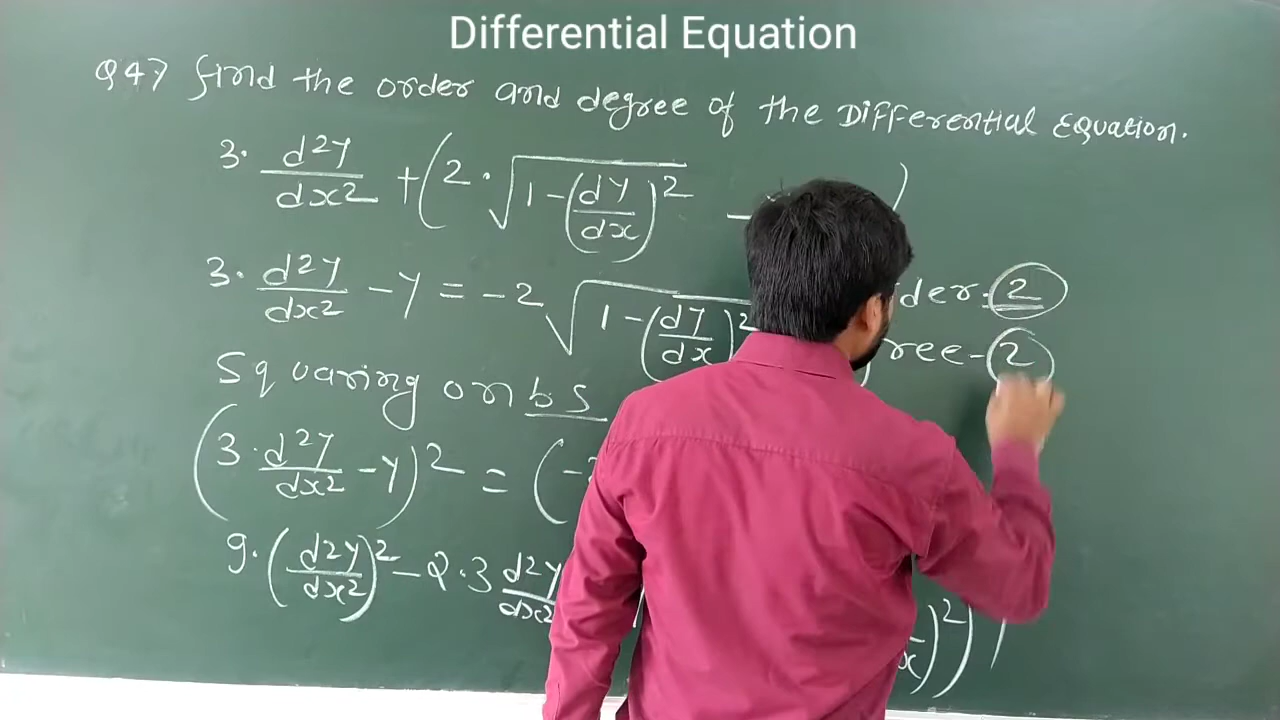 Differential Equation
Q47 find the order and degree of the Differential Equation.
3. d2y/dx2 + (2. √1-(dy/dx)2 - )
3. d2y/dx2 - y = -2 √1-(dy/dx)2
der: 2
ree- 2
Squaring on bs
(3. d2y/dx2 - y)2 = (-
9. (d2y/dx2)2 - 2.3 d2y/dx2
x)2)